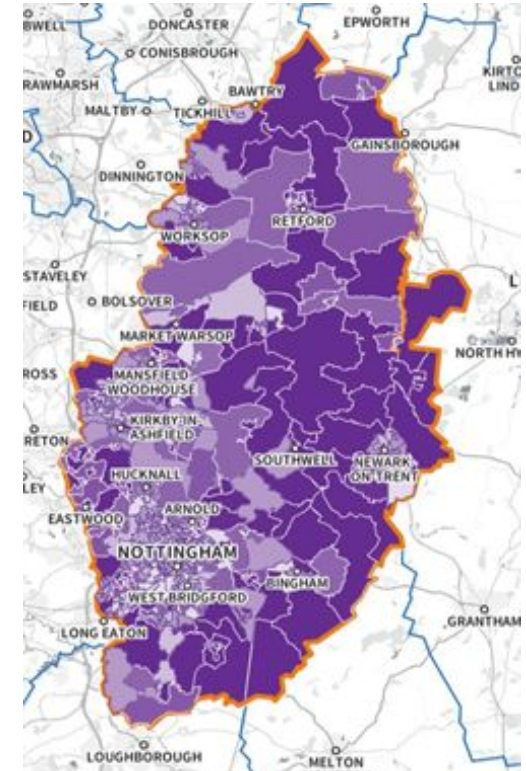 BWELL
DONCASTER
EPWORTH
CONISBROUGH
RAWMARSH
BAWTRY
KIRTO
LIND
MALTBY
TICKHILL
GAINSBOROUGH
DINNINGTON
RETFORD
WORKSOP
STAVELEY
FIELD
BOLSOVER
L
MARKET WARSOP
NORTH HY
ROSS
MANSFIELD
WOODHOUSE
KIRKBY-IN-
ASHFIELD
RETON
SOUTHWELL
NEWARK
ON-TRENT
HUCKNALL
LEY
ARNOLD
EASTWOOD
NOTTINGHAM
BINGHAM
WEST BRIDGFORD
GRANTHAM
LONG EATON
LOUGHBOROUGH
MELTON